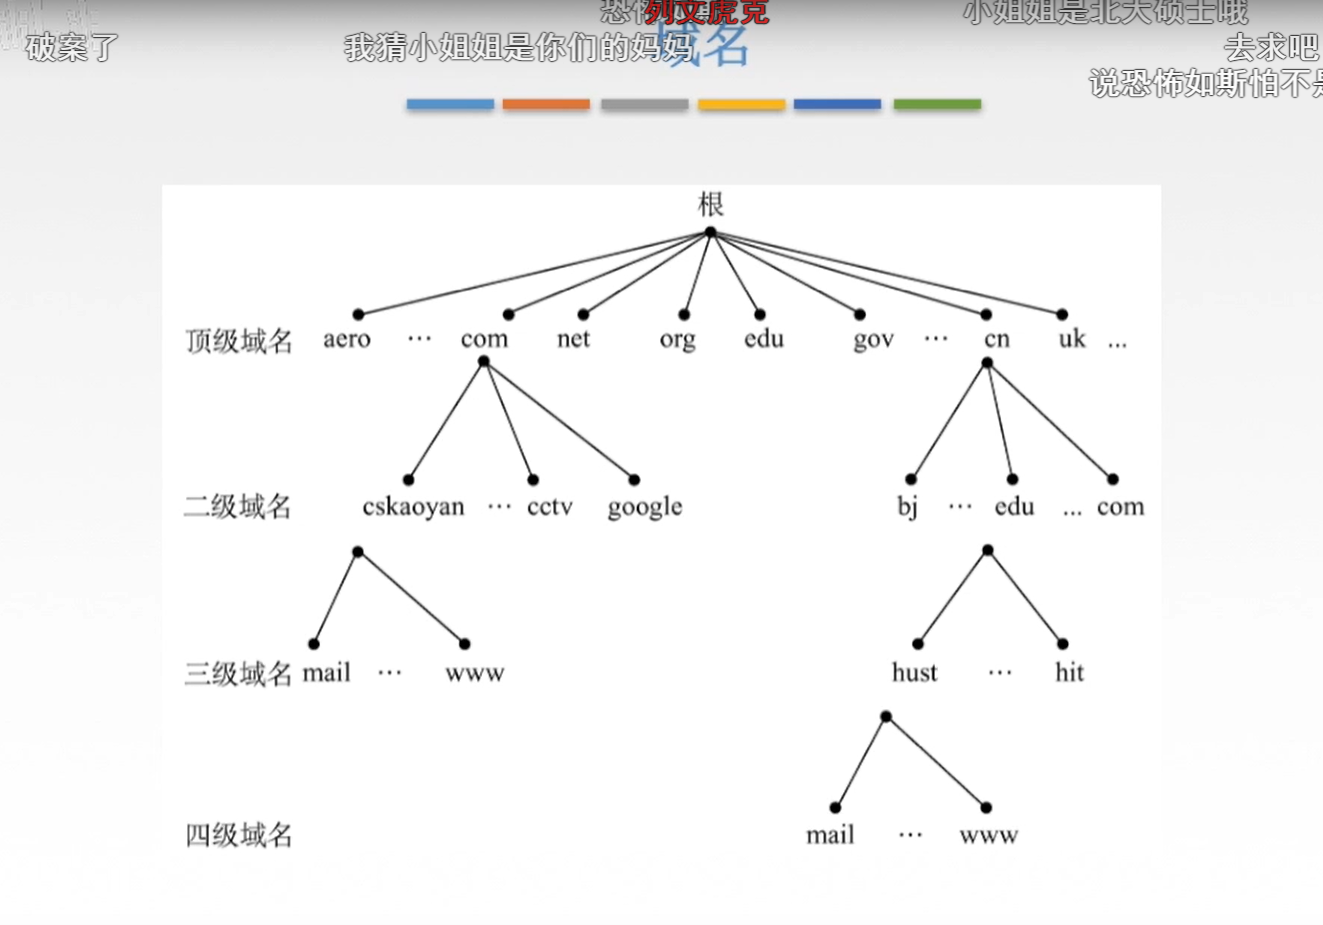 列文虎克 小姐姐是北大硕士哦
破案了 我猜小姐姐是你们的妈妈 域名 去求吧
说恐怖如斯怕不是
根
顶级域名 aero … com net org edu gov … cn uk ...
二级域名 cskaoyan … cctv google bj … edu ... com
三级域名 mail … www hust … hit
四级域名 mail … www